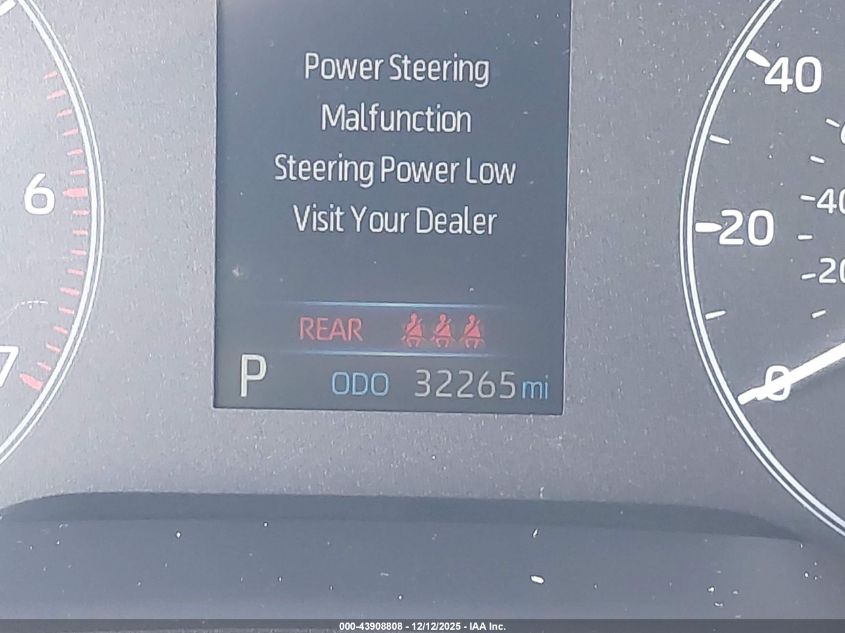 Power Steering
Malfunction
Steering Power Low
Visit Your Dealer
REAR
P ODO 32265 mi
6
7
40
20
0
-40
-20
000-43908808 - 12/12/2025 - IAA Inc.